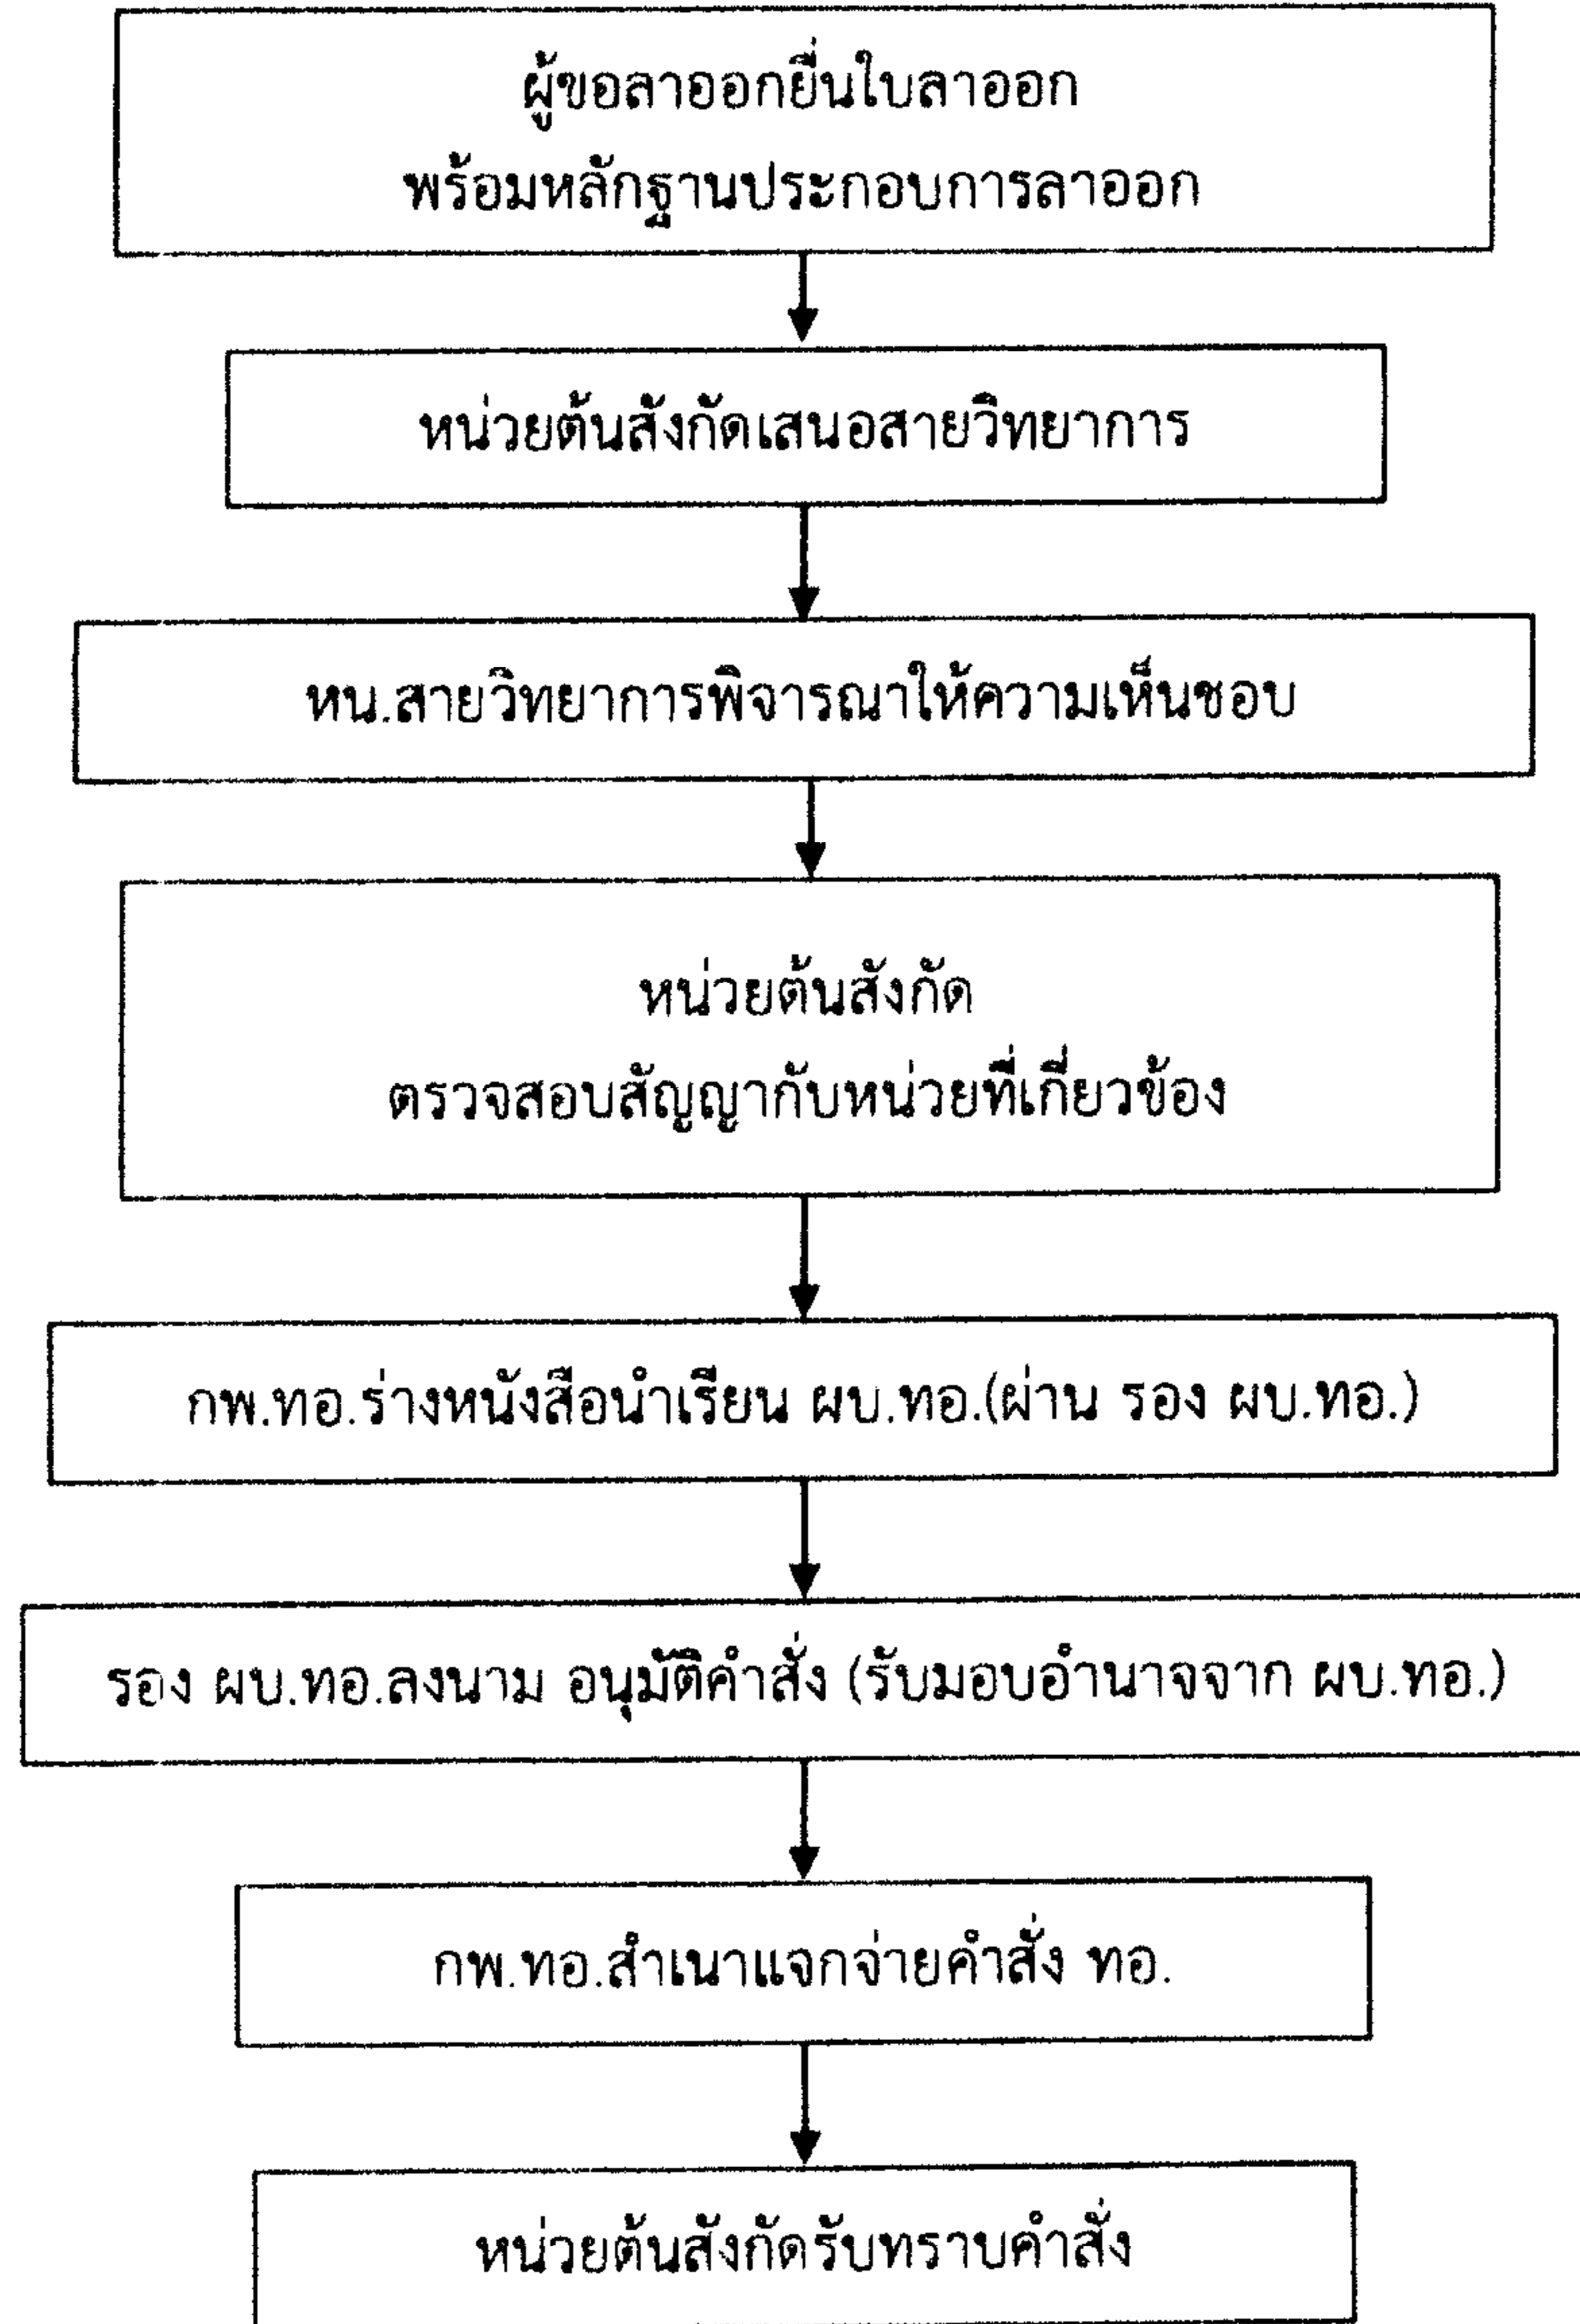 ผู้ขอลาออกยื่นใบลาออก
พร้อมหลักฐานประกอบการลาออก
หน่วยต้นสังกัดเสนอสายวิทยาการ
หน.สายวิทยาการพิจารณาให้ความเห็นชอบ
หน่วยต้นสังกัด
ตรวจสอบสัญญากับหน่วยที่เกี่ยวข้อง
กพ.ทอ.ร่างหนังสือนำเรียน ผบ.ทอ.(ผ่าน รอง ผบ.ทอ.)
รอง ผบ.ทอ.ลงนาม อนุมัติคำสั่ง (รับมอบอำนาจจาก ผบ.ทอ.)
กพ.ทอ.สำเนาแจกจ่ายคำสั่ง ทอ.
หน่วยต้นสังกัดรับทราบคำสั่ง